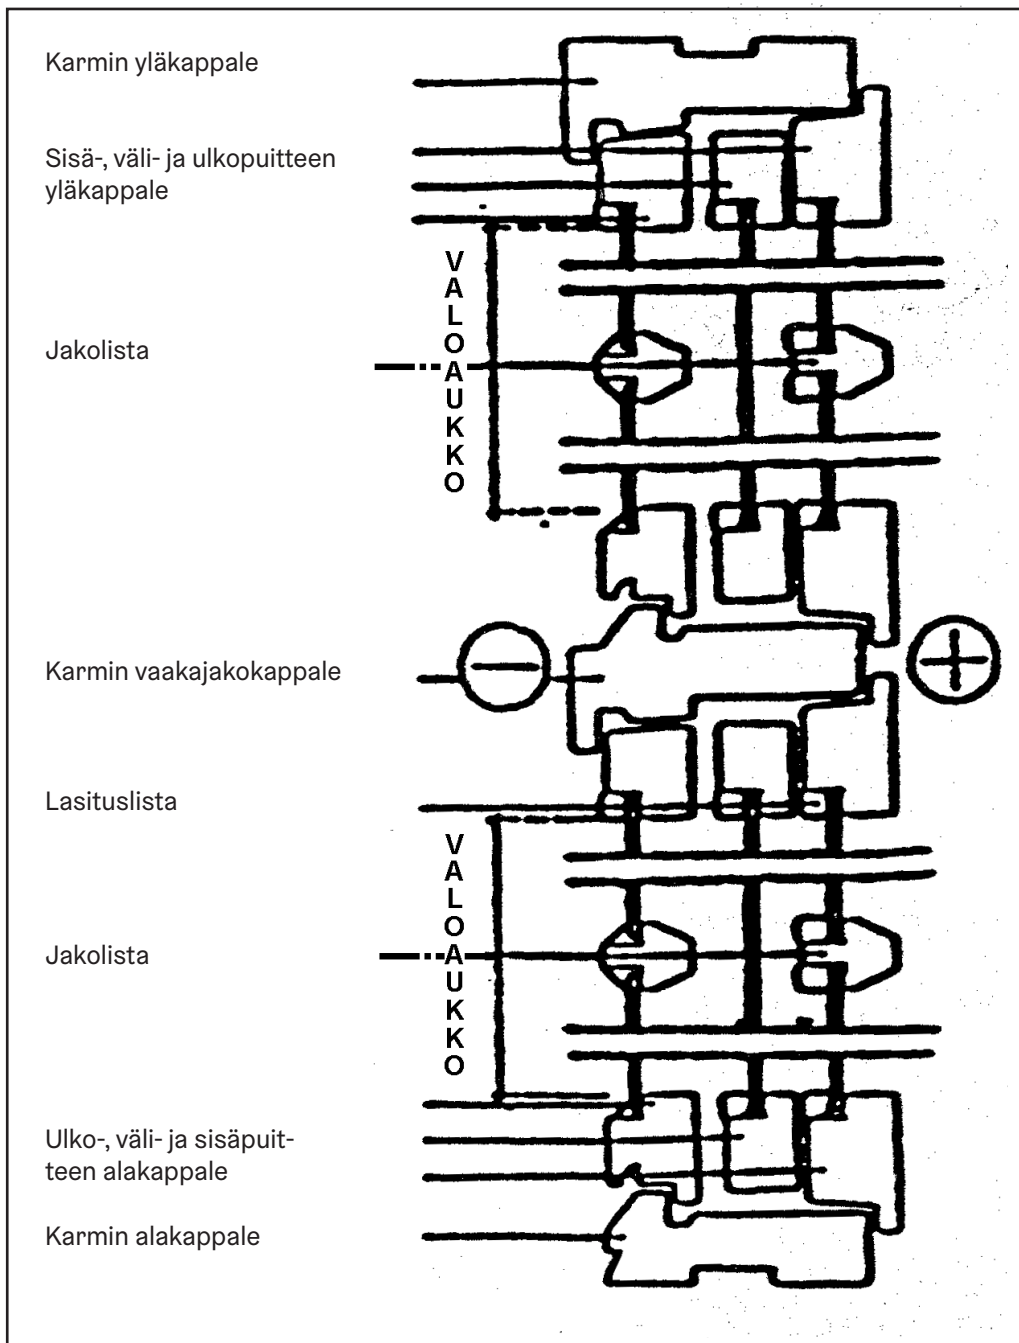 Karmin yläkappale
Sisä-, väli- ja ulkopuitteen
yläkappale
VALOAUKKO
Jakolista
Karmin vaakajakokappale
Lasituslista
VALOAUKKO
Jakolista
Ulko-, väli- ja sisäpuit-
teen alakappale
Karmin alakappale